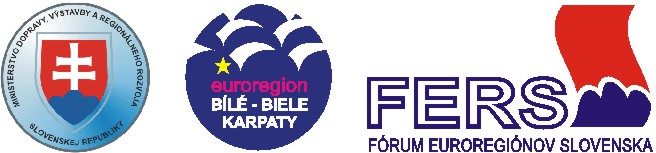 MINISTERSTVO DOPRAVY, VÝSTAVBY A REGIONÁLNEHO ROZVOJA
SLOVENSKEJ REPUBLIKY
euroregion
BÍLÉ - BIELE
KARPATY
FERS
FÓRUM EUROREGIÓNOV SLOVENSKA